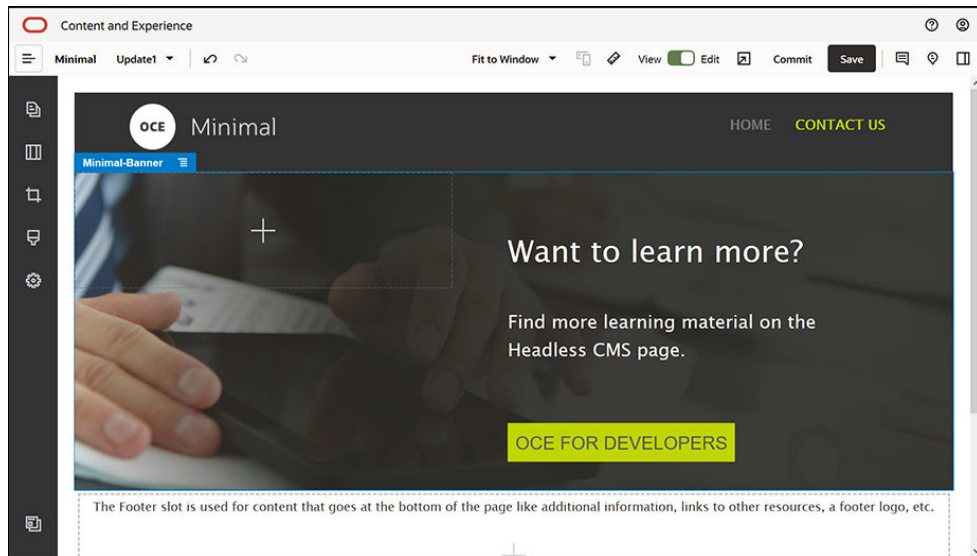 Content and Experience
Minimal Update1 Fit to Window View Edit Commit Save
OCE Minimal HOME CONTACT US
Minimal-Banner
Want to learn more?
Find more learning material on the
Headless CMS page.
OCE FOR DEVELOPERS
The Footer slot is used for content that goes at the bottom of the page like additional information, links to other resources, a footer logo, etc.